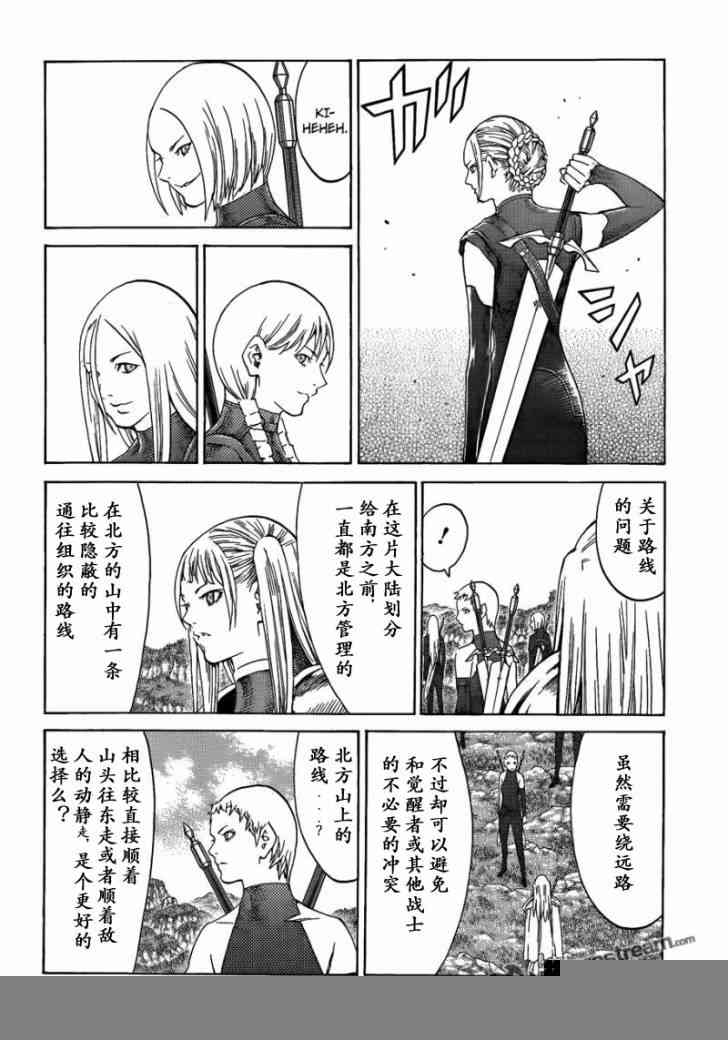 ガ
シャ
KI-
HEHEH.
关于路线
的问题
!
在这片大陆划分
给南方之前，
一直都是北方管理的
在北方的山中有一条
比较隐蔽的
通往组织的路线
虽然需要绕远路
不过却可以避免
和觉醒者或其他战士
的不必要的冲突
北方山上的
路线...?
相比较直接顺着
山头往东走或者顺着敌
人的动静走，是个更好的
选择么？
stream.com